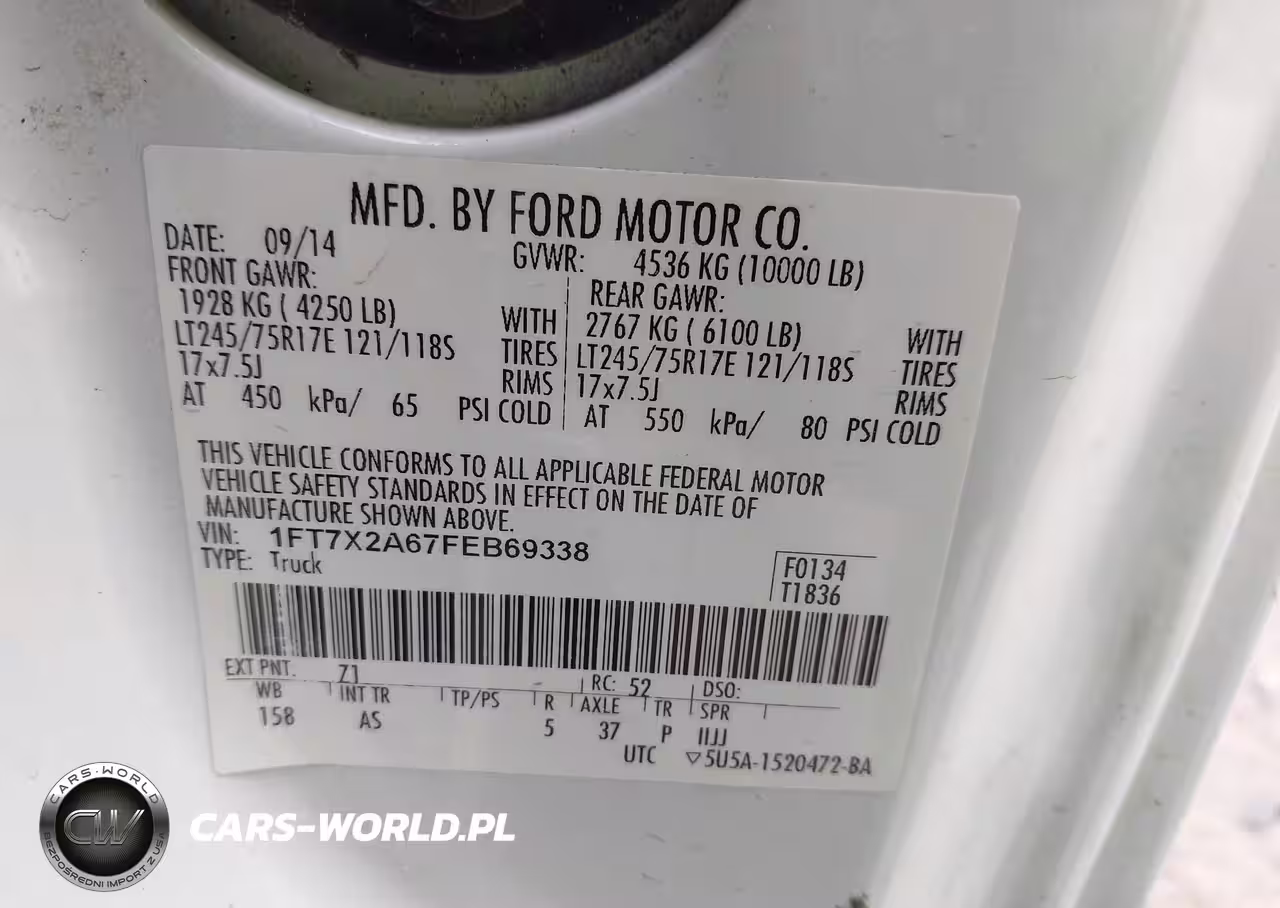 MFD. BY FORD MOTOR CO.
DATE: 09/14 GVWR: 4536 KG (10000 LB)
FRONT GAWR: REAR GAWR:
1928 KG ( 4250 LB) WITH 2767 KG ( 6100 LB) WITH
LT245/75R17E 121/118S TIRES LT245/75R17E 121/118S TIRES
17x7.5J RIMS 17x7.5J RIMS
AT 450 kPa/ 65 PSI COLD AT 550 kPa/ 80 PSI COLD
THIS VEHICLE CONFORMS TO ALL APPLICABLE FEDERAL MOTOR
VEHICLE SAFETY STANDARDS IN EFFECT ON THE DATE OF
MANUFACTURE SHOWN ABOVE.
VIN: 1FT7X2A67FEB69338
TYPE: Truck
F0134
T1836
EXT PNT. Z1 RC: 52 DSO:
WB INT TR TP/PS R AXLE TR SPR
158 AS 5 37 P IIJJ
UTC ▽5U5A-1520472-BA
CARS-WORLD
CW
BEZPOŚREDNI IMPORT Z USA
CARS-WORLD.PL